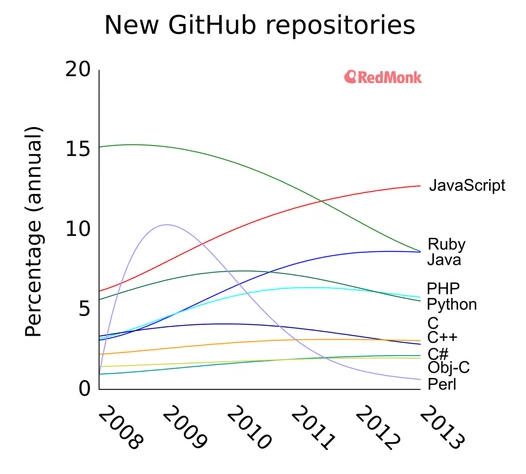 New GitHub repositories
RedMonk
Percentage (annual)
20
15
10
5
0
JavaScript
Ruby
Java
PHP
Python
C
C++
C#
Obj-C
Perl
2008
2009
2010
2011
2012
2013